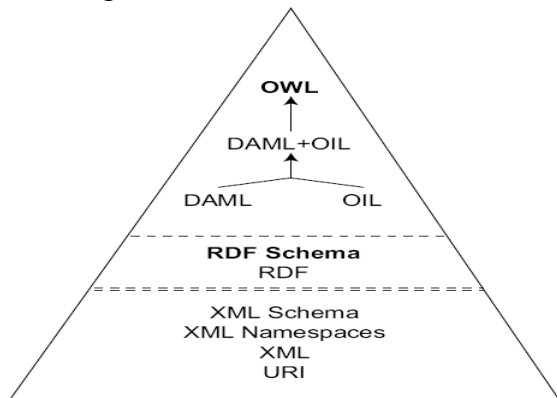 OWL
DAML+OIL
DAML OIL
RDF Schema
RDF
XML Schema
XML Namespaces
XML
URI